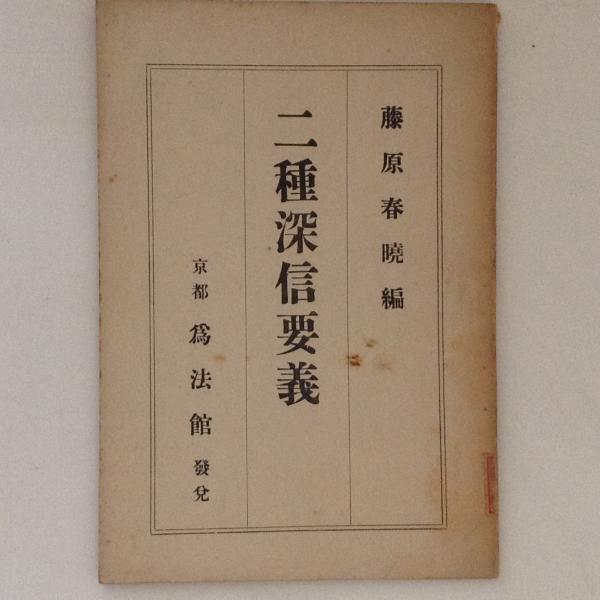 藤原春曉編
二種深信要義
京都 爲法館 發兌